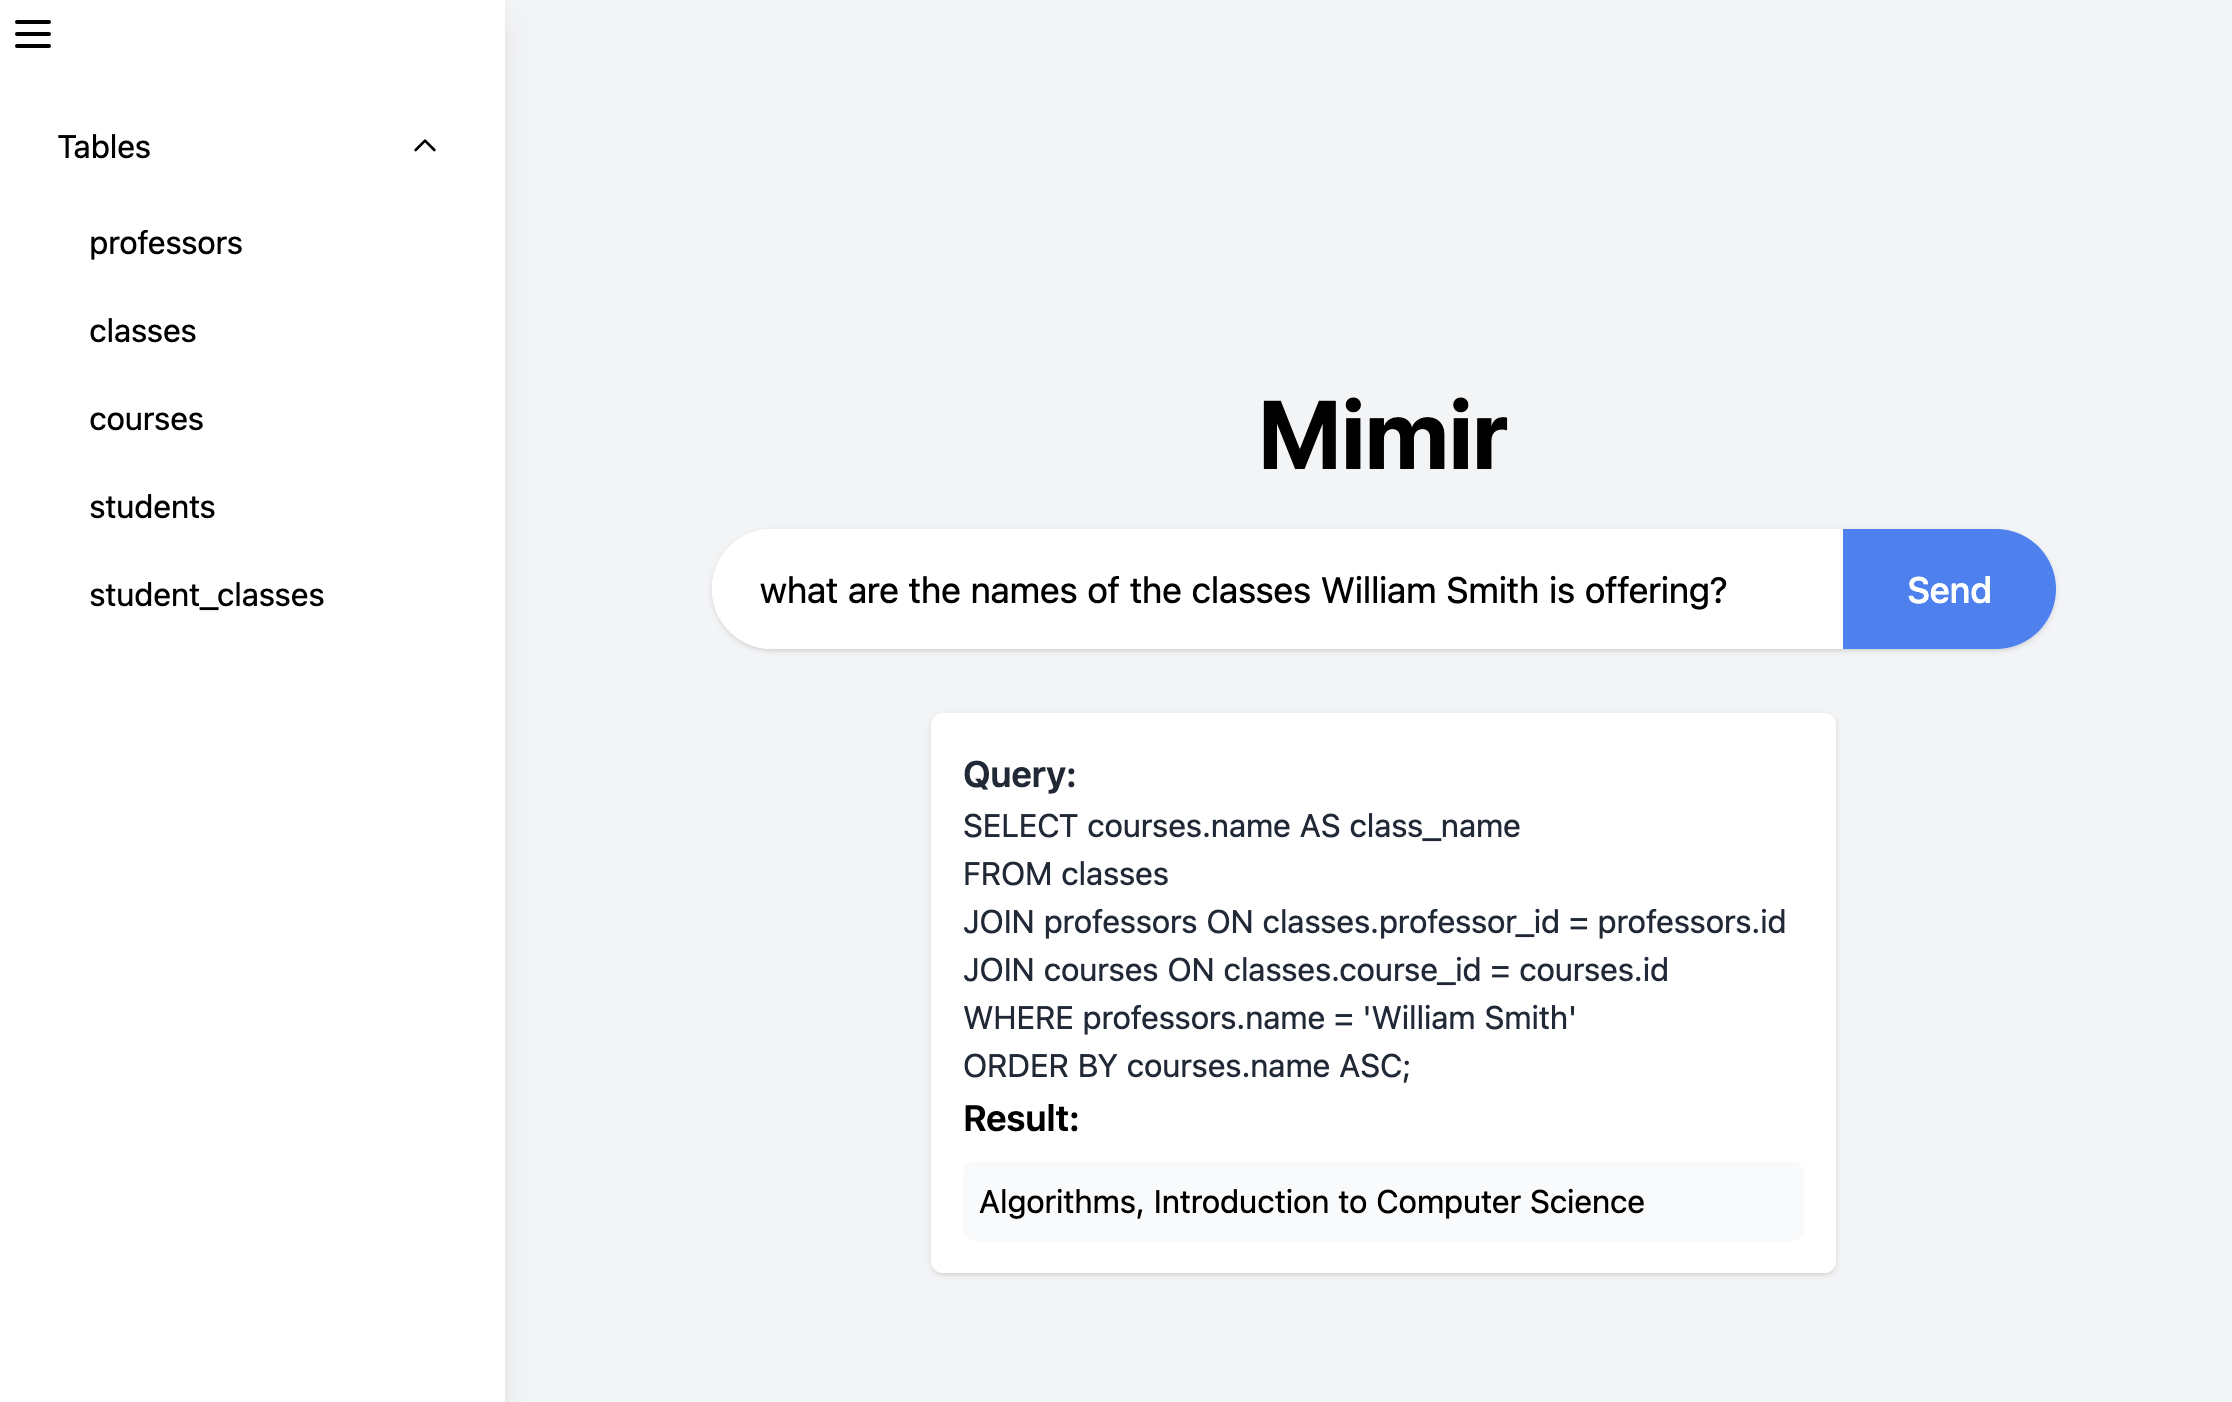 Tables
professors
classes
courses
students
student_classes
Mimir
what are the names of the classes William Smith is offering?
Send
Query:
SELECT courses.name AS class_name
FROM classes
JOIN professors ON classes.professor_id = professors.id
JOIN courses ON classes.course_id = courses.id
WHERE professors.name = 'William Smith'
ORDER BY courses.name ASC;
Result:
Algorithms, Introduction to Computer Science